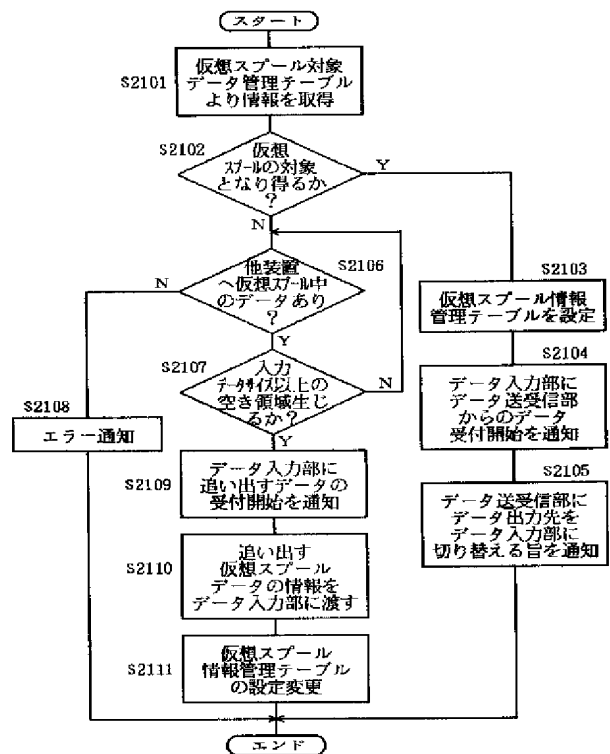 スタート
S2101
仮想スプール対象
データ管理テーブル
より情報を取得
S2102
仮想
スプールの対象
となり得るか
?
Y
N
他装置
へ仮想スプール中
のデータあり
?
S2106
N
Y
S2107
入力
データサイズ以上の
空き領域生じ
るか?
N
Y
S2108
エラー通知
S2109
データ入力部に
追い出すデータの
受付開始を通知
S2110
追い出す
仮想スプール
データの情報を
データ入力部に渡す
S2111
仮想スプール
情報管理テーブル
の設定変更
S2103
仮想スプール情報
管理テーブルを設定
S2104
データ入力部に
データ送受信部
からのデータ
受付開始を通知
S2105
データ送受信部に
データ出力先を
データ入力部に
切り替える旨を通知
エンド